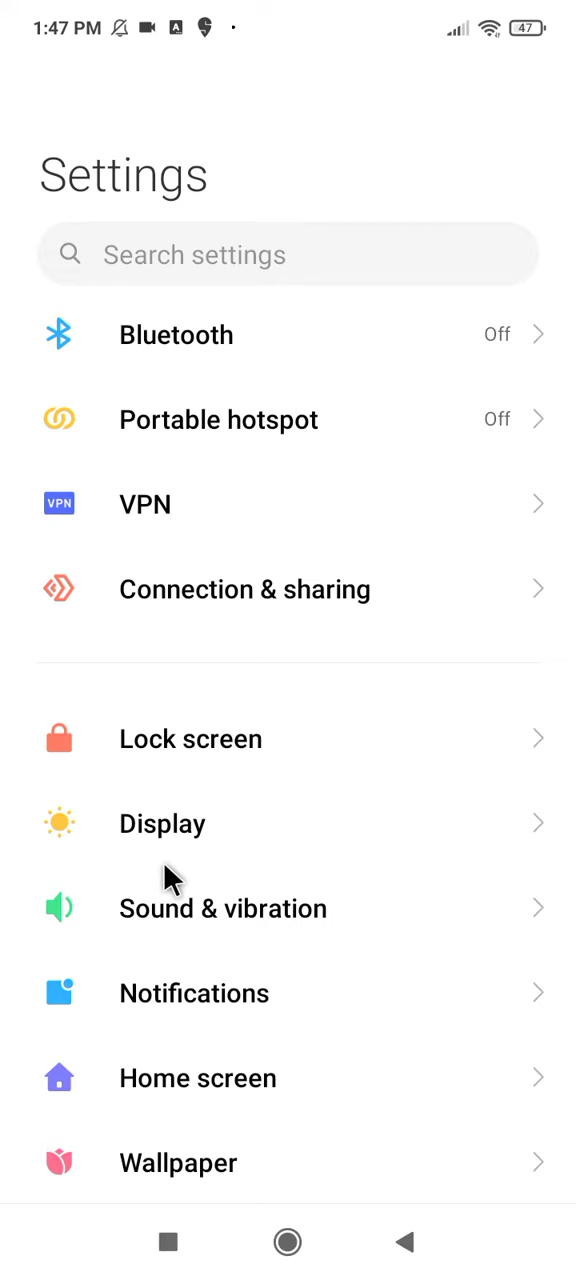 1:47 PM A 47
Settings
Search settings
Bluetooth Off
Portable hotspot Off
VPN VPN
Connection & sharing
Lock screen
Display
Sound & vibration
Notifications
Home screen
Wallpaper